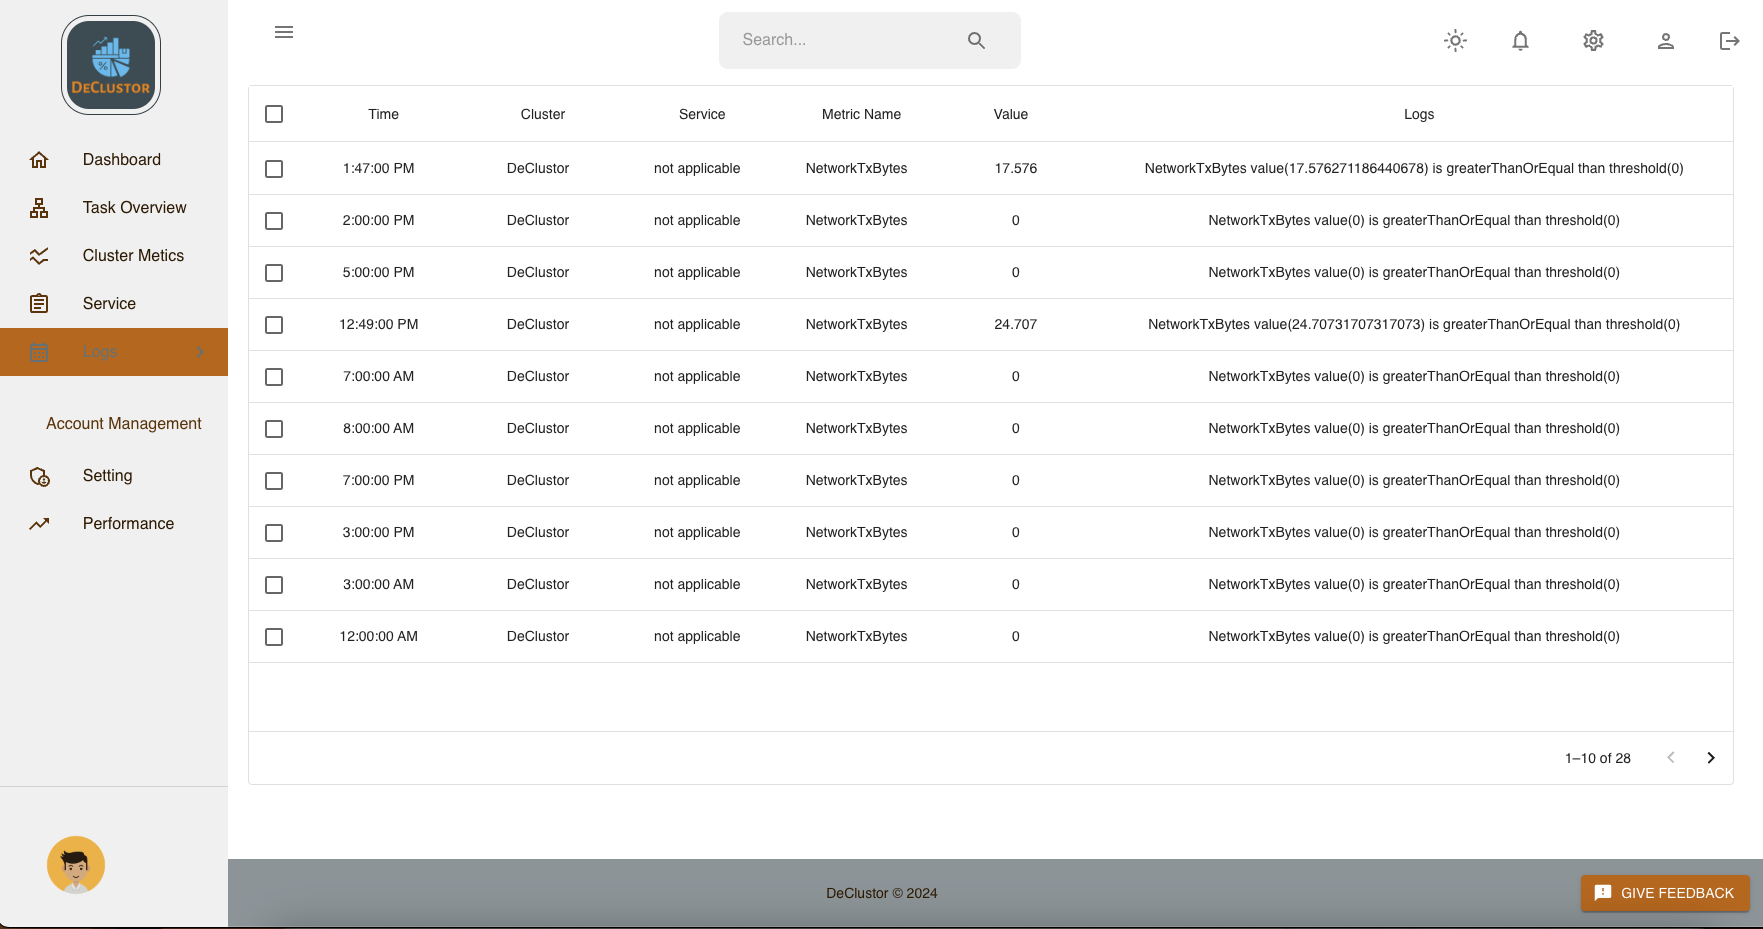 DeClustor
Search...
Dashboard
Task Overview
Cluster Metics
Service
Logs
Account Management
Setting
Performance
Time Cluster Service Metric Name Value Logs
1:47:00 PM DeClustor not applicable NetworkTxBytes 17.576 NetworkTxBytes value(17.576271186440678) is greaterThanOrEqual than threshold(0)
2:00:00 PM DeClustor not applicable NetworkTxBytes 0 NetworkTxBytes value(0) is greaterThanOrEqual than threshold(0)
5:00:00 PM DeClustor not applicable NetworkTxBytes 0 NetworkTxBytes value(0) is greaterThanOrEqual than threshold(0)
12:49:00 PM DeClustor not applicable NetworkTxBytes 24.707 NetworkTxBytes value(24.70731707317073) is greaterThanOrEqual than threshold(0)
7:00:00 AM DeClustor not applicable NetworkTxBytes 0 NetworkTxBytes value(0) is greaterThanOrEqual than threshold(0)
8:00:00 AM DeClustor not applicable NetworkTxBytes 0 NetworkTxBytes value(0) is greaterThanOrEqual than threshold(0)
7:00:00 PM DeClustor not applicable NetworkTxBytes 0 NetworkTxBytes value(0) is greaterThanOrEqual than threshold(0)
3:00:00 PM DeClustor not applicable NetworkTxBytes 0 NetworkTxBytes value(0) is greaterThanOrEqual than threshold(0)
3:00:00 AM DeClustor not applicable NetworkTxBytes 0 NetworkTxBytes value(0) is greaterThanOrEqual than threshold(0)
12:00:00 AM DeClustor not applicable NetworkTxBytes 0 NetworkTxBytes value(0) is greaterThanOrEqual than threshold(0)
1–10 of 28
DeClustor © 2024
GIVE FEEDBACK